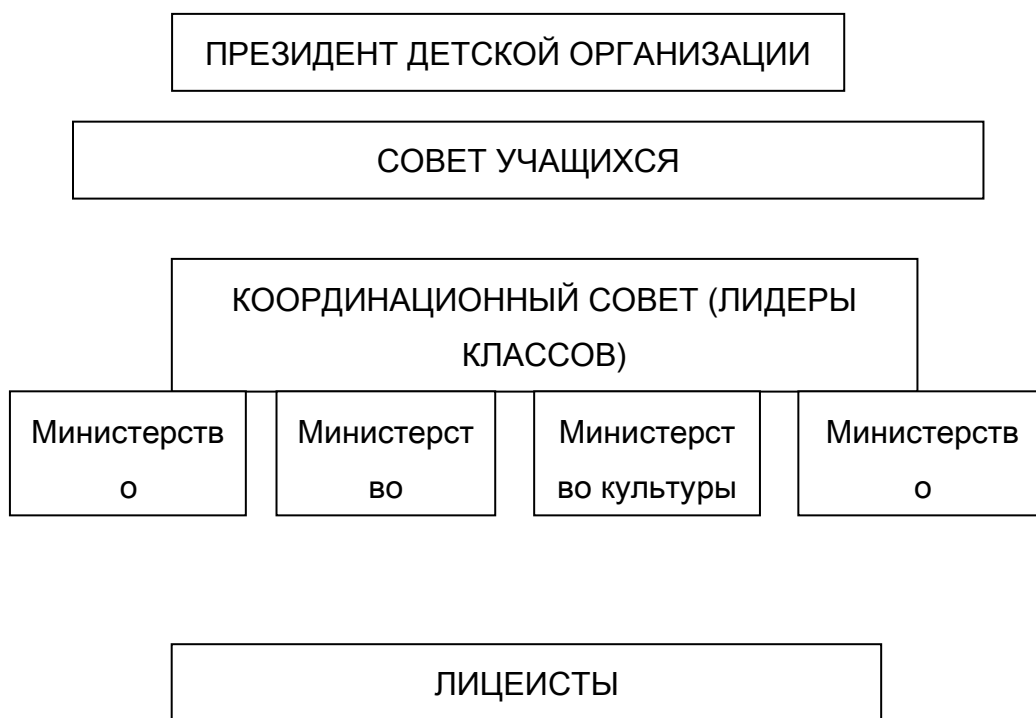 ПРЕЗИДЕНТ ДЕТСКОЙ ОРГАНИЗАЦИИ
СОВЕТ УЧАЩИХСЯ
КООРДИНАЦИОННЫЙ СОВЕТ (ЛИДЕРЫ
КЛАССОВ)
Министерств
о
Министерст
во
Министерст
во культуры
Министерств
о
ЛИЦЕИСТЫ